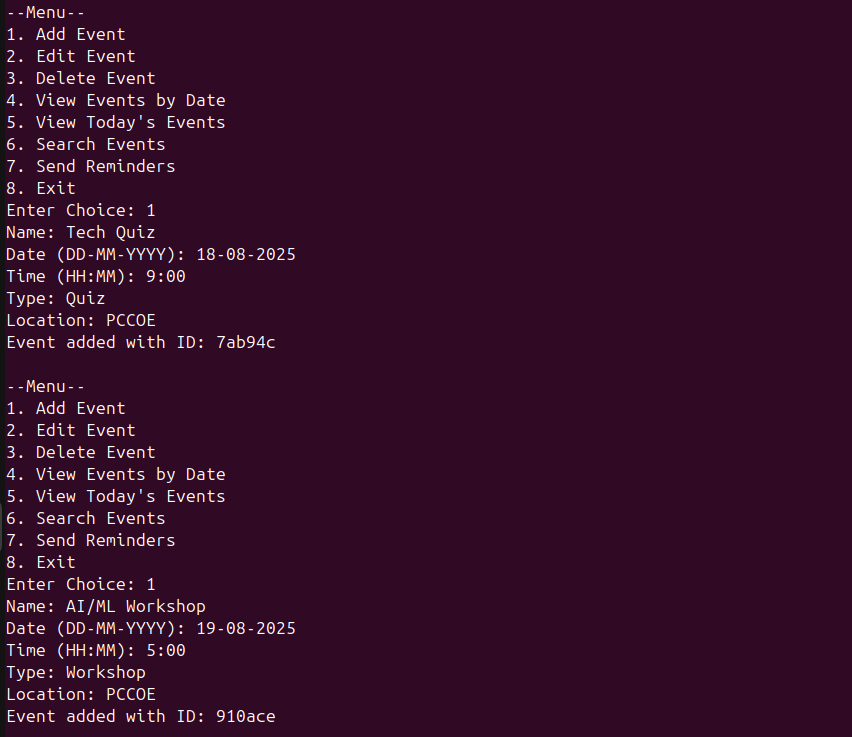 --Menu--
1. Add Event
2. Edit Event
3. Delete Event
4. View Events by Date
5. View Today's Events
6. Search Events
7. Send Reminders
8. Exit
Enter Choice: 1
Name: Tech Quiz
Date (DD-MM-YYYY): 18-08-2025
Time (HH:MM): 9:00
Type: Quiz
Location: PCCOE
Event added with ID: 7ab94c

--Menu--
1. Add Event
2. Edit Event
3. Delete Event
4. View Events by Date
5. View Today's Events
6. Search Events
7. Send Reminders
8. Exit
Enter Choice: 1
Name: AI/ML Workshop
Date (DD-MM-YYYY): 19-08-2025
Time (HH:MM): 5:00
Type: Workshop
Location: PCCOE
Event added with ID: 910ace